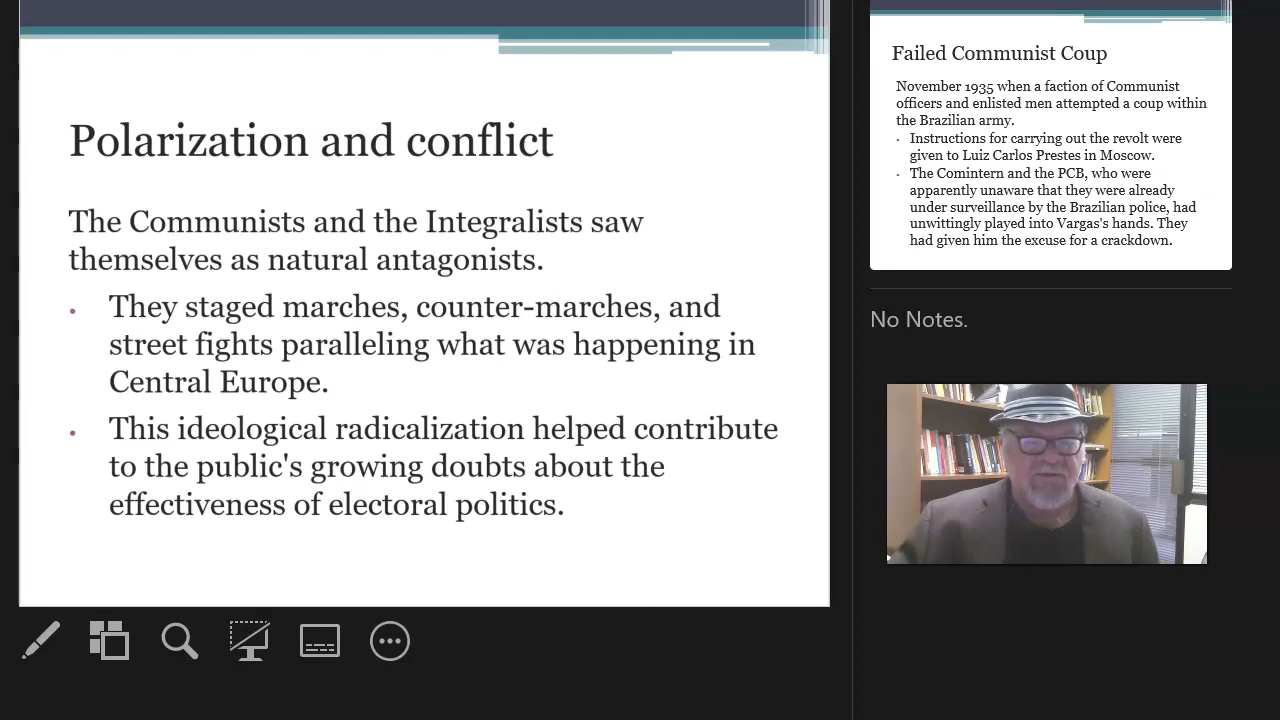 Polarization and conflict
The Communists and the Integralists saw
themselves as natural antagonists.
• They staged marches, counter-marches, and
street fights paralleling what was happening in
Central Europe.
• This ideological radicalization helped contribute
to the public's growing doubts about the
effectiveness of electoral politics.
Failed Communist Coup
November 1935 when a faction of Communist
officers and enlisted men attempted a coup within
the Brazilian army.
• Instructions for carrying out the revolt were
given to Luiz Carlos Prestes in Moscow.
• The Comintern and the PCB, who were
apparently unaware that they were already
under surveillance by the Brazilian police, had
unwittingly played into Vargas's hands. They
had given him the excuse for a crackdown.
No Notes.